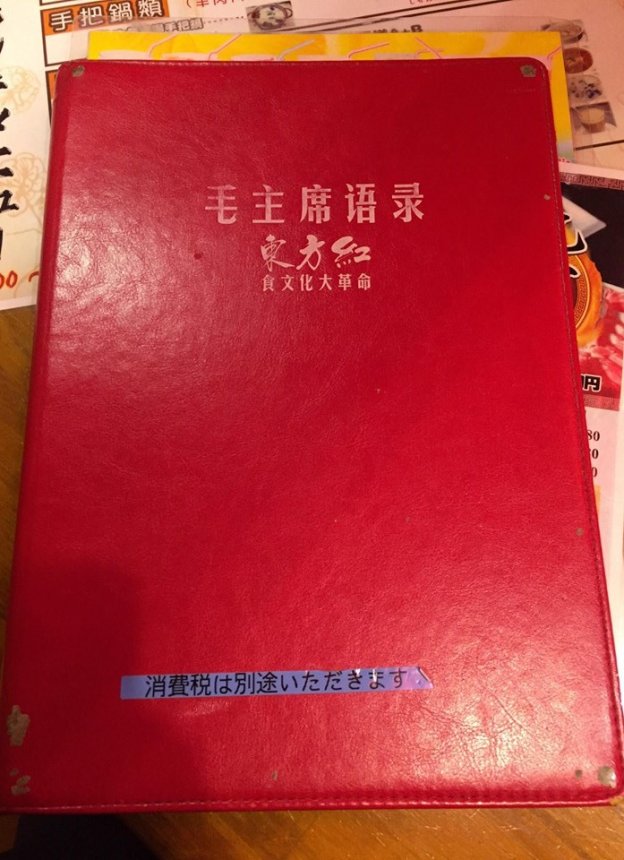 手把鍋類
毛主席语录
東方紅
食文化大革命
消費税は別途いただきます
円